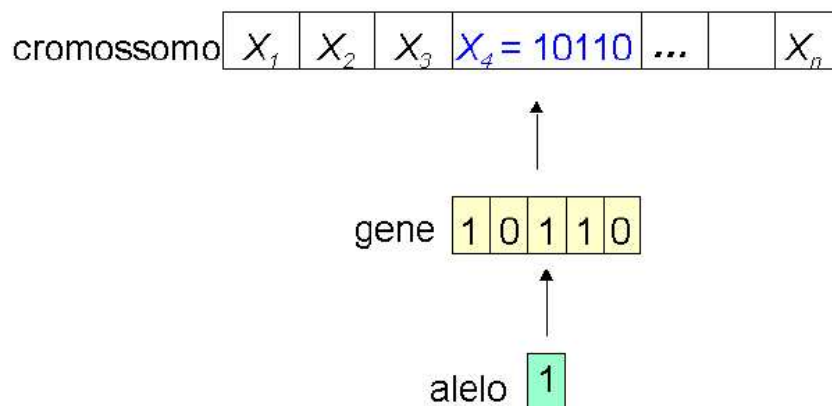 cromossomo X₁ X₂ X₃ X₄ = 10110 ... Xₙ
gene 1 0 1 1 0
alelo 1